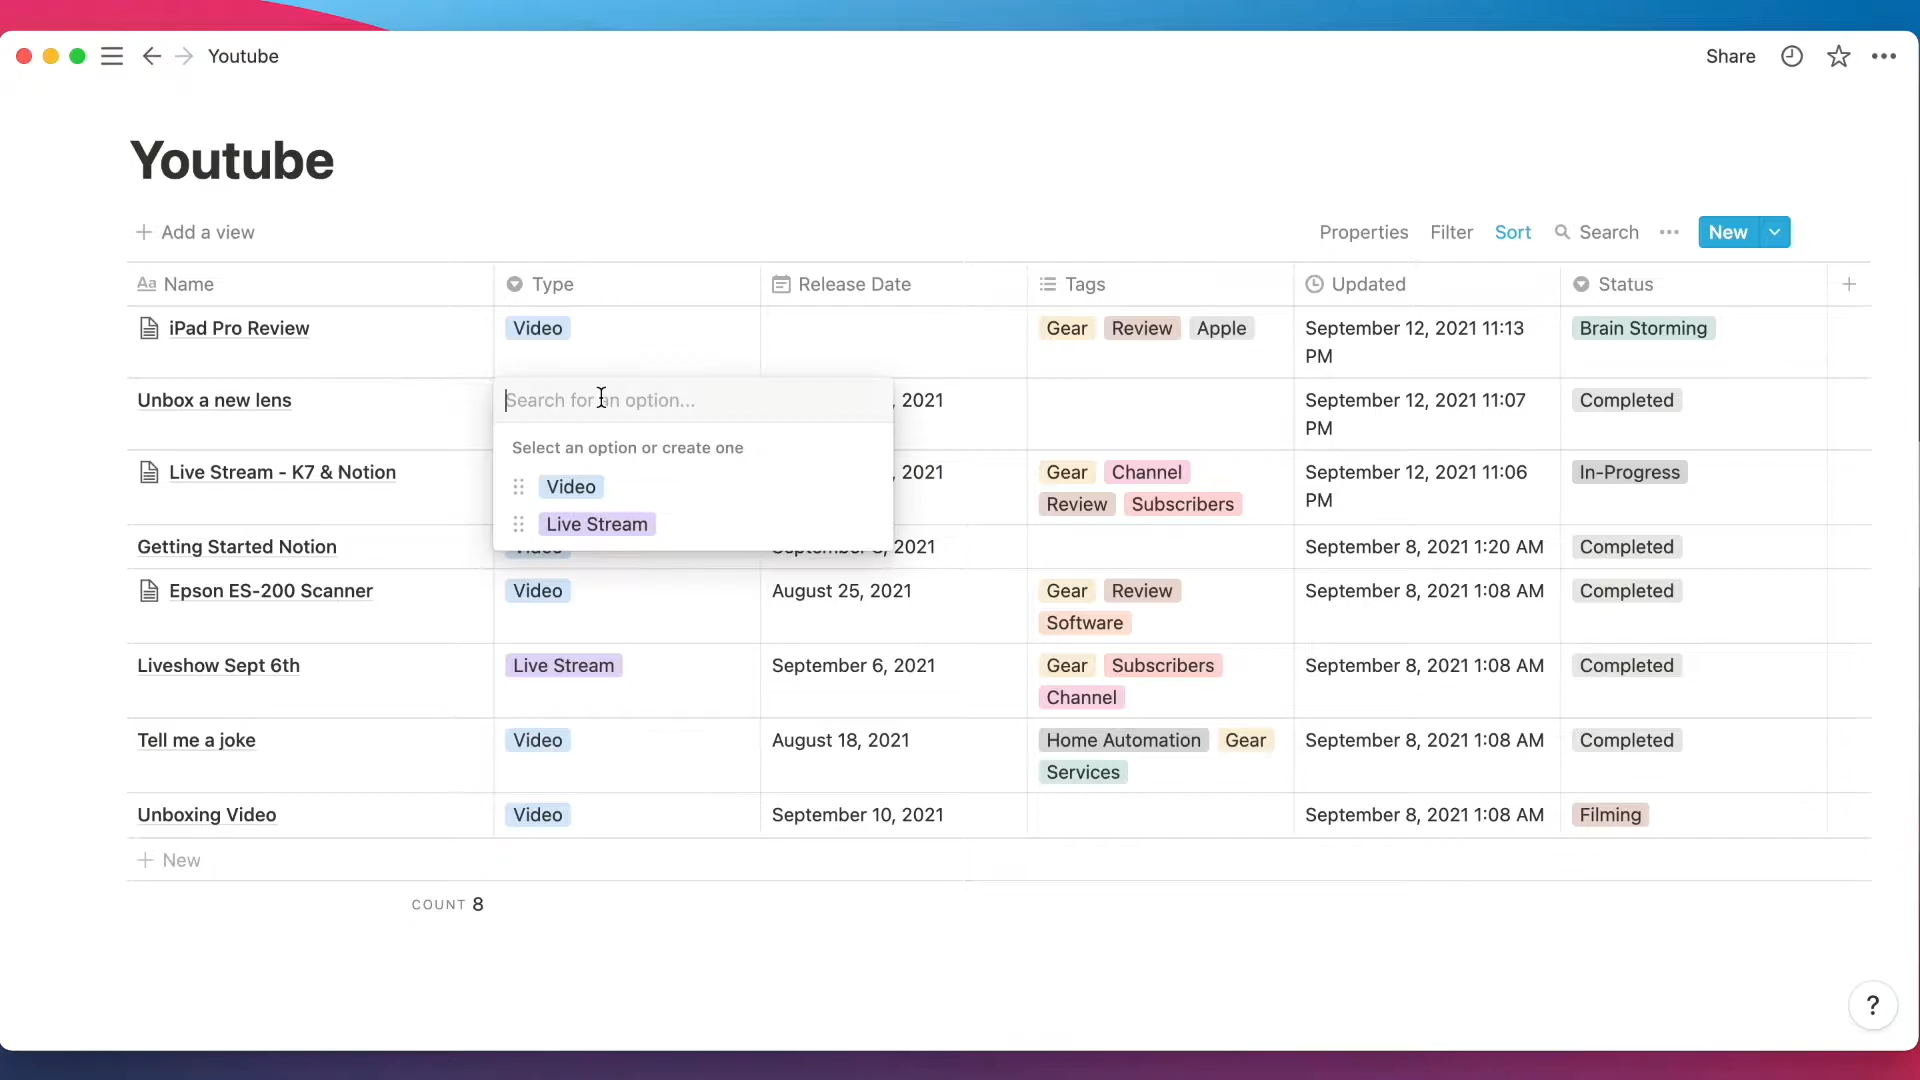 Youtube
Share
Youtube
Add a view
Properties
Filter
Sort
Search
New
Aa Name
Type
Release Date
Tags
Updated
Status
iPad Pro Review
Video
Gear Review Apple
September 12, 2021 11:13
PM
Brain Storming
Unbox a new lens
Search for an option...
, 2021
September 12, 2021 11:07
PM
Completed
Select an option or create one
Video
Live Stream
Live Stream - K7 & Notion
, 2021
Gear Channel
Review Subscribers
September 12, 2021 11:06
PM
In-Progress
Getting Started Notion
2021
September 8, 2021 1:20 AM
Completed
Epson ES-200 Scanner
Video
August 25, 2021
Gear Review
Software
September 8, 2021 1:08 AM
Completed
Liveshow Sept 6th
Live Stream
September 6, 2021
Gear Subscribers
Channel
September 8, 2021 1:08 AM
Completed
Tell me a joke
Video
August 18, 2021
Home Automation Gear
Services
September 8, 2021 1:08 AM
Completed
Unboxing Video
Video
September 10, 2021
September 8, 2021 1:08 AM
Filming
New
COUNT 8
?